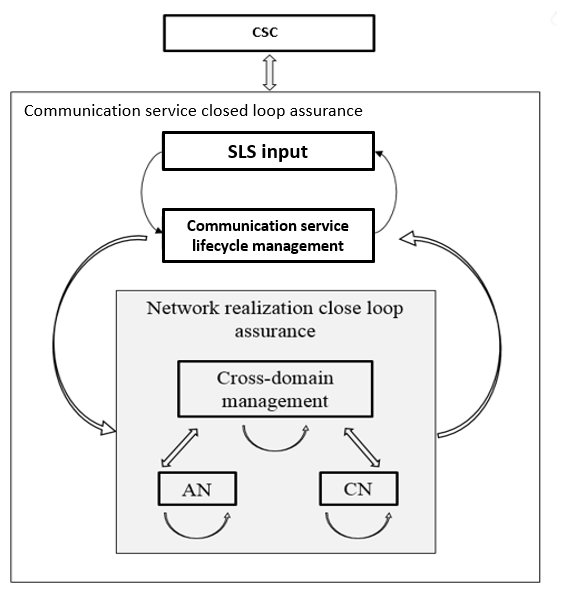 CSC
Communication service closed loop assurance
SLS input
Communication service
lifecycle management
Network realization close loop
assurance
Cross-domain
management
AN
CN